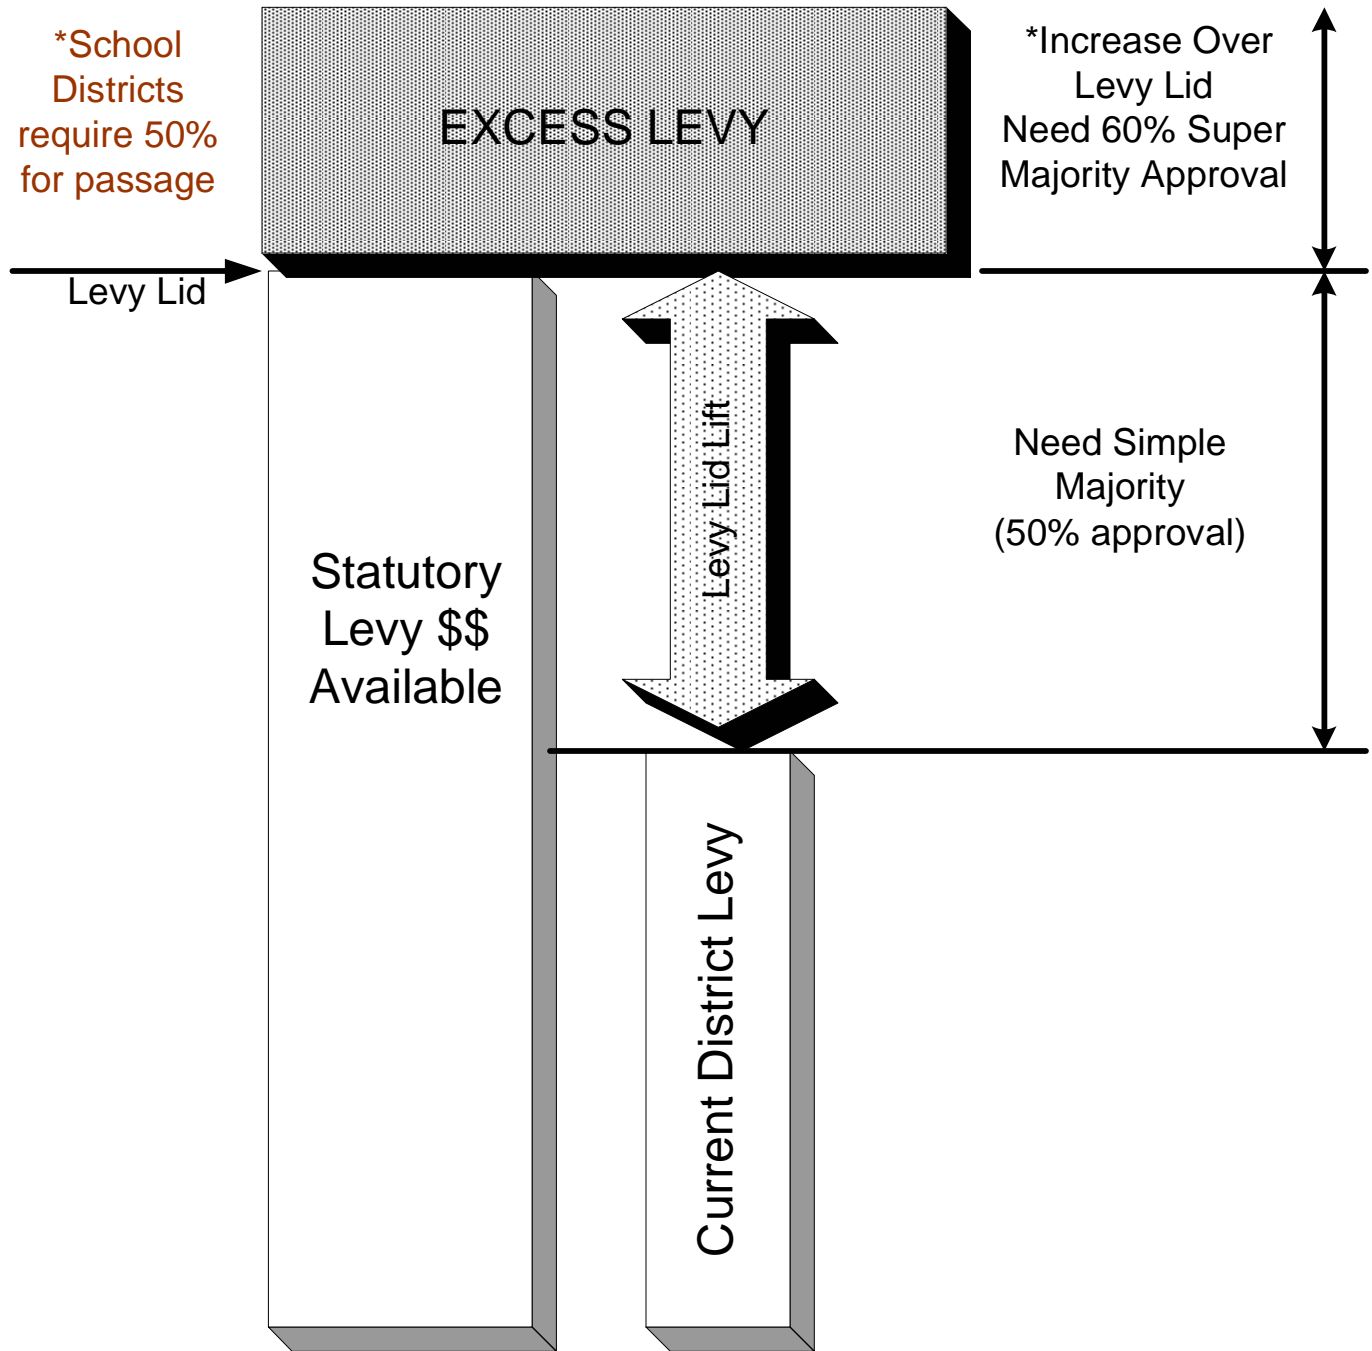 *School
Districts
require 50%
for passage
EXCESS LEVY
*Increase Over
Levy Lid
Need 60% Super
Majority Approval
Levy Lid
Levy Lid Lift
Need Simple
Majority
(50% approval)
Statutory
Levy $$
Available
Current District Levy